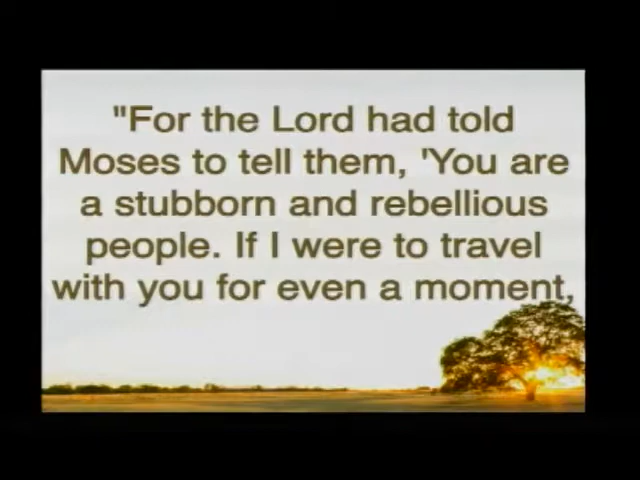 "For the Lord had told
Moses to tell them, 'You are
a stubborn and rebellious
people. If I were to travel
with you for even a moment,